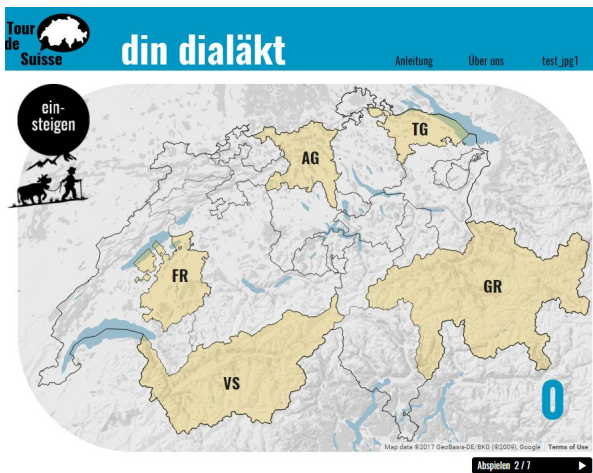 Tour
de
Suisse
din dialäkt
Anleitung Über uns test_jpg1
ein-
steigen
TG
AG
FR
GR
VS
0
Map data ©2017 GeoBasis-DE/BKG (©2009), Google Terms of Use
Abspielen 2 / 7